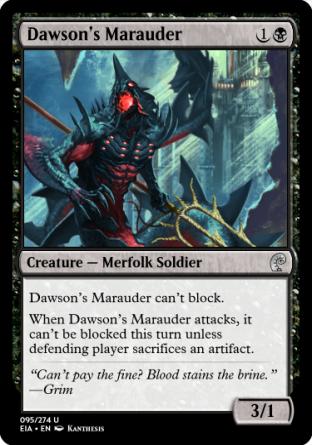 Dawson's Marauder 1
Creature — Merfolk Soldier
Dawson's Marauder can't block.
When Dawson's Marauder attacks, it
can't be blocked this turn unless
defending player sacrifices an artifact.
"Can't pay the fine? Blood stains the brine."
—Grim
3/1
095/274 U
EIA • EN Kanthesis